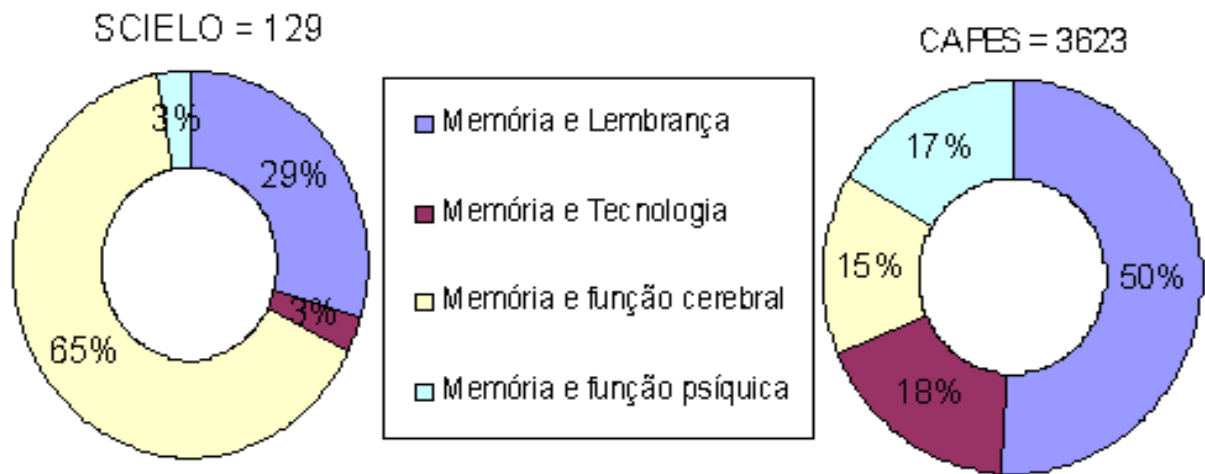 SCIELO = 129
3%
29%
3%
65%
Memória e Lembrança
Memória e Tecnologia
Memória e função cerebral
Memória e função psíquica
CAPES = 3623
17%
15%
50%
18%